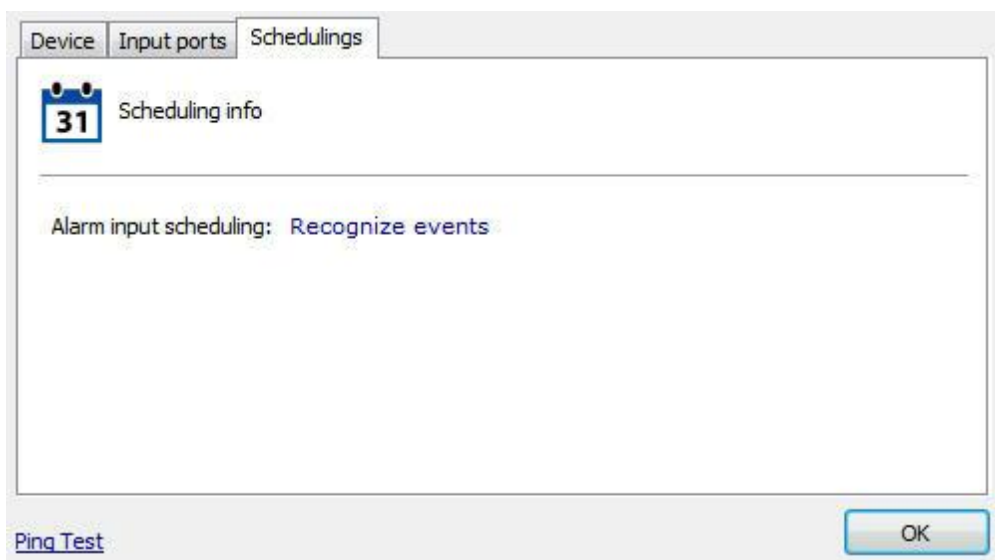 Device Input ports Schedulings
31 Scheduling info
Alarm input scheduling: Recognize events
Ping Test OK